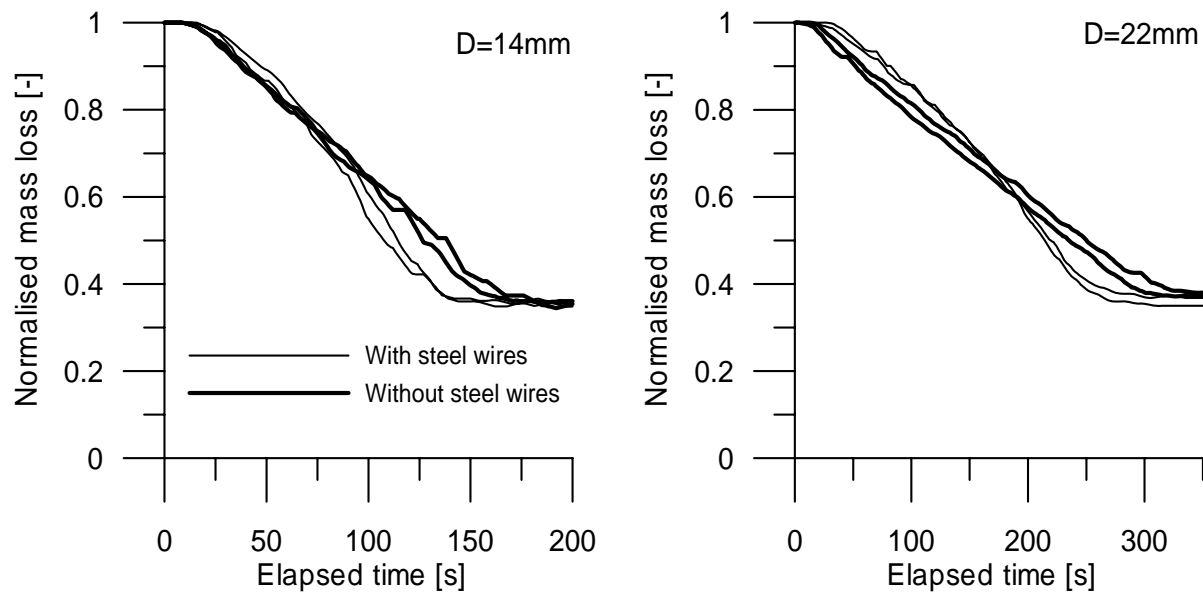 D=14mm
Normalised mass loss [-]
1
0.8
0.6
0.4
0.2
0
With steel wires
Without steel wires
0 50 100 150 200
Elapsed time [s]
D=22mm
Normalised mass loss [-]
1
0.8
0.6
0.4
0.2
0
0 100 200 300
Elapsed time [s]